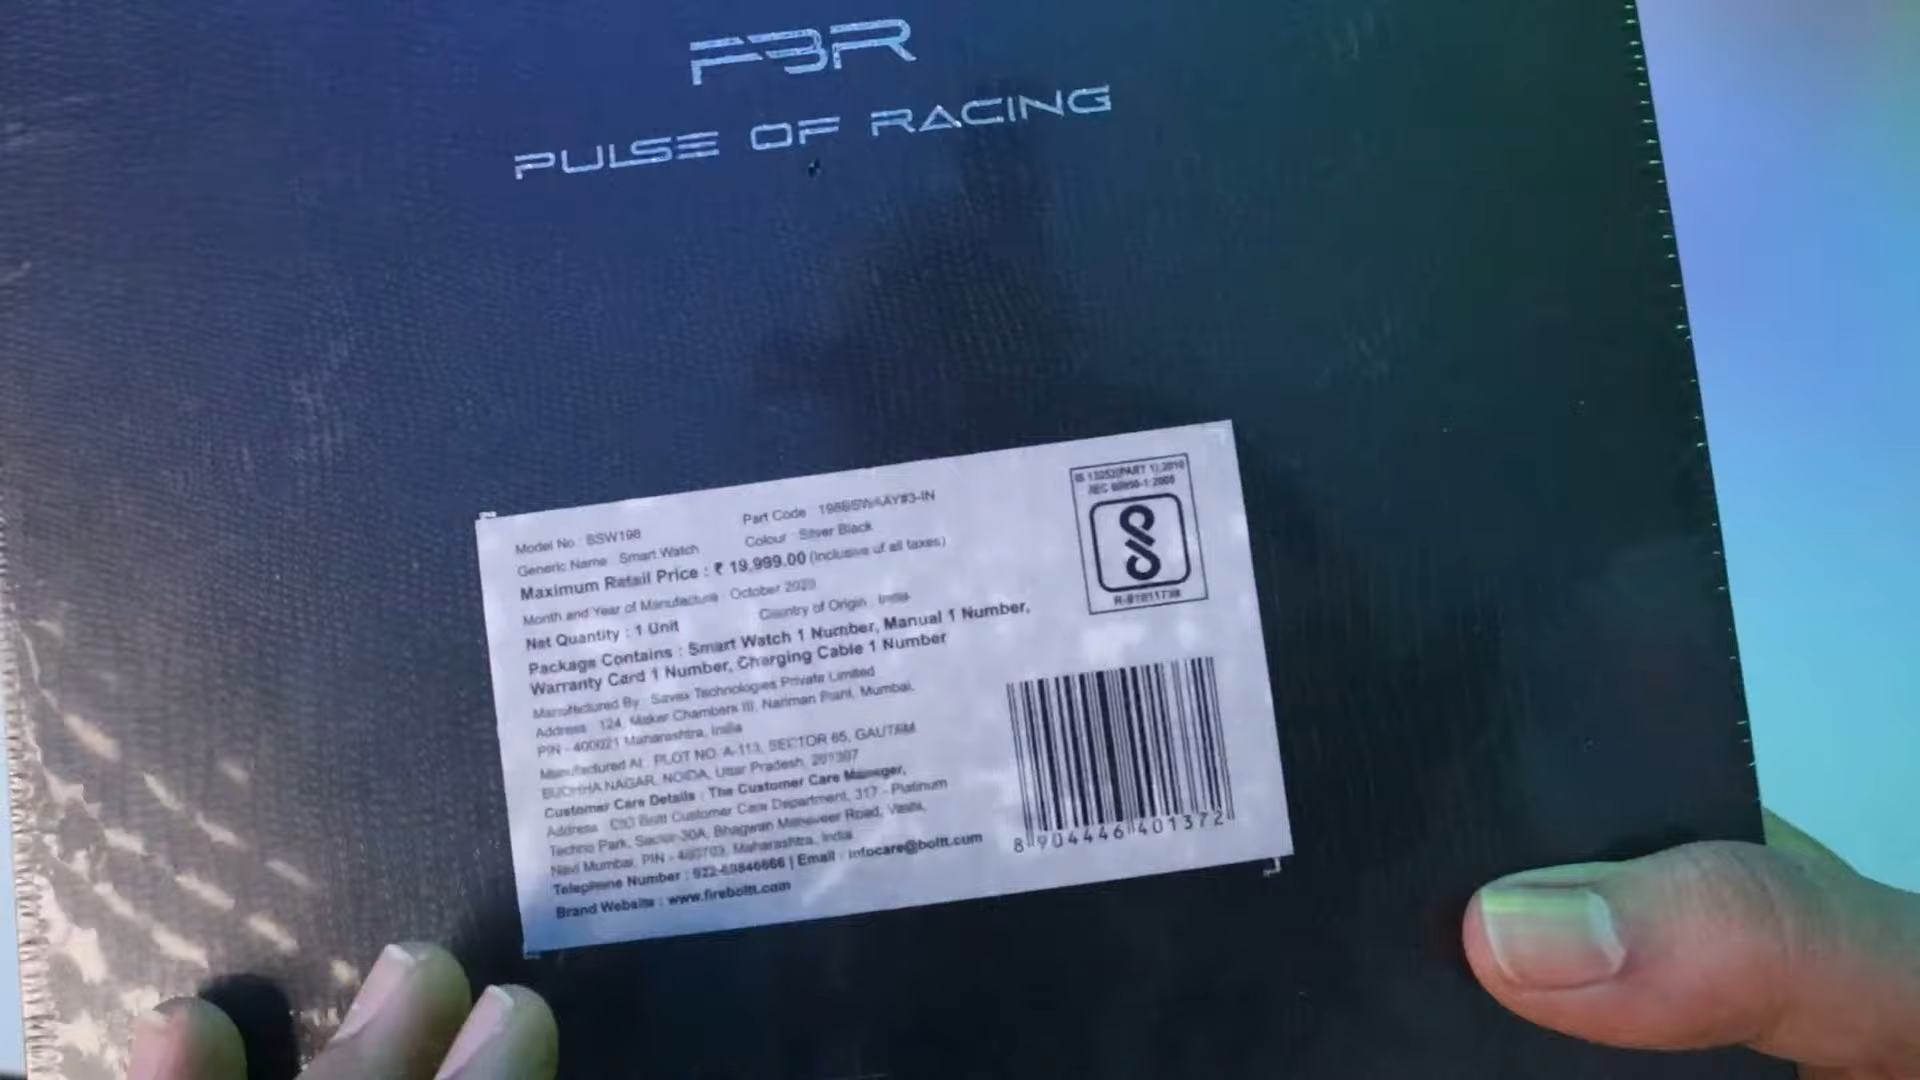 FBR
PULSE OF RACING
Model No : BSW198
Part Code : 
Generic Name : Smart Watch
Colour : Silver Black
Maximum Retail Price : ₹ 19,999.00 (Inclusive of all taxes)
Month and Year of Manufacture : October
Net Quantity : 1 Unit
Country of Origin : India
Package Contains : Smart Watch 1 Number, Manual 1 Number,
Warranty Card 1 Number, Charging Cable 1 Number
Manufactured By : Savex Technologies Private Limited
Address : 124, Maker Chambers III, Nariman Point, Mumbai,
PIN - 400021 Maharashtra, India
Manufactured At : PLOT NO. A-113, SECTOR 65, GAUTAM
BUDHHA NAGAR, NOIDA, Uttar Pradesh, 201307
Customer Care Details : The Customer Care Manager,
Address : C/O Boltt Customer Care Department, 317 - Platinum
Techno Park, Sector-30A, Bhagwan Mahaveer Road, Vashi,
Navi Mumbai, PIN - 400703, Maharashtra, India
Telephone Number : 022-69846666 | Email : infocare@boltt.com
Brand Website : www.fireboltt.com
IS 13252(PART 1):2010
IEC 60950-1:2005
8 904446 401372